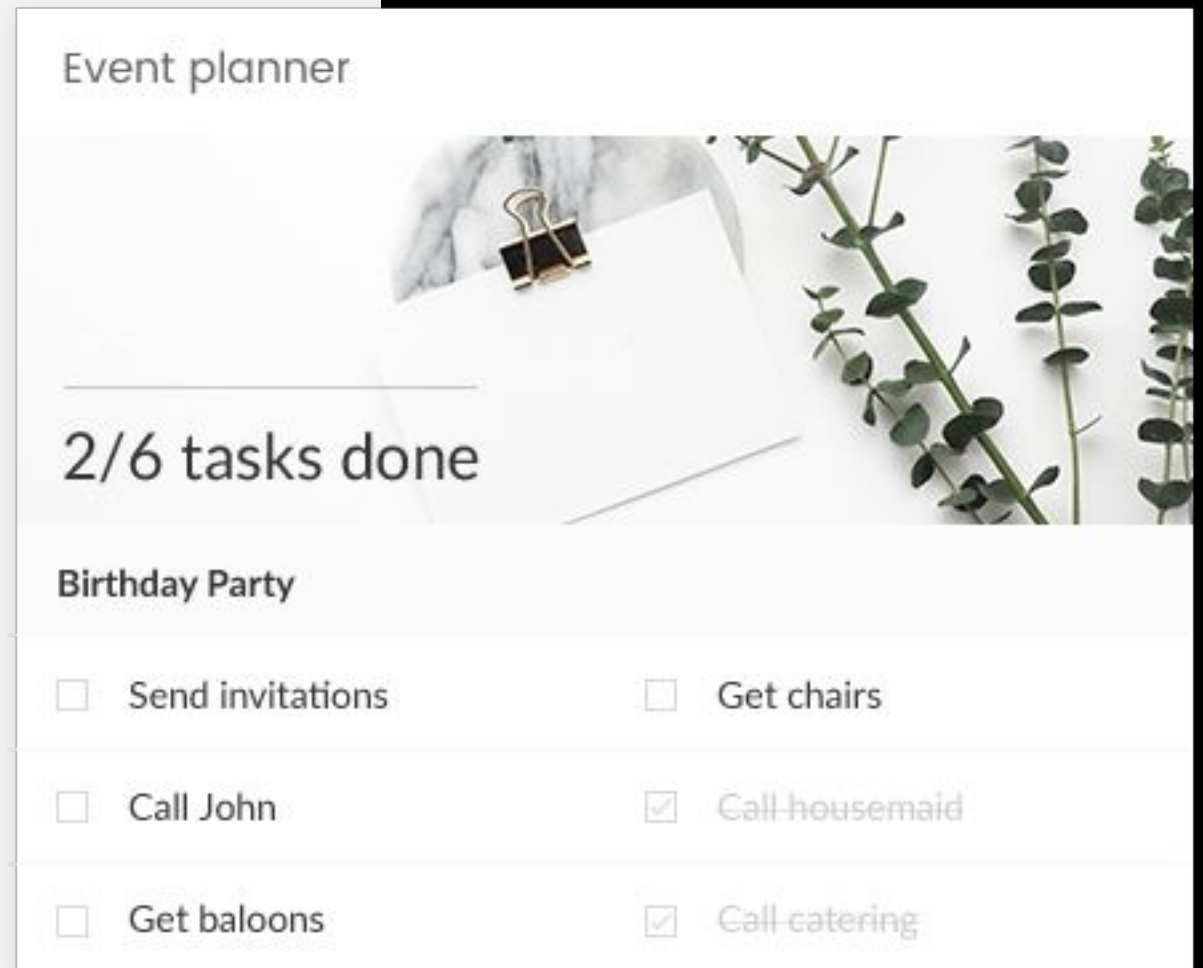 Event planner
2/6 tasks done
Birthday Party
Send invitations
Get chairs
Call John
Call housemaid
Get baloons
Call catering